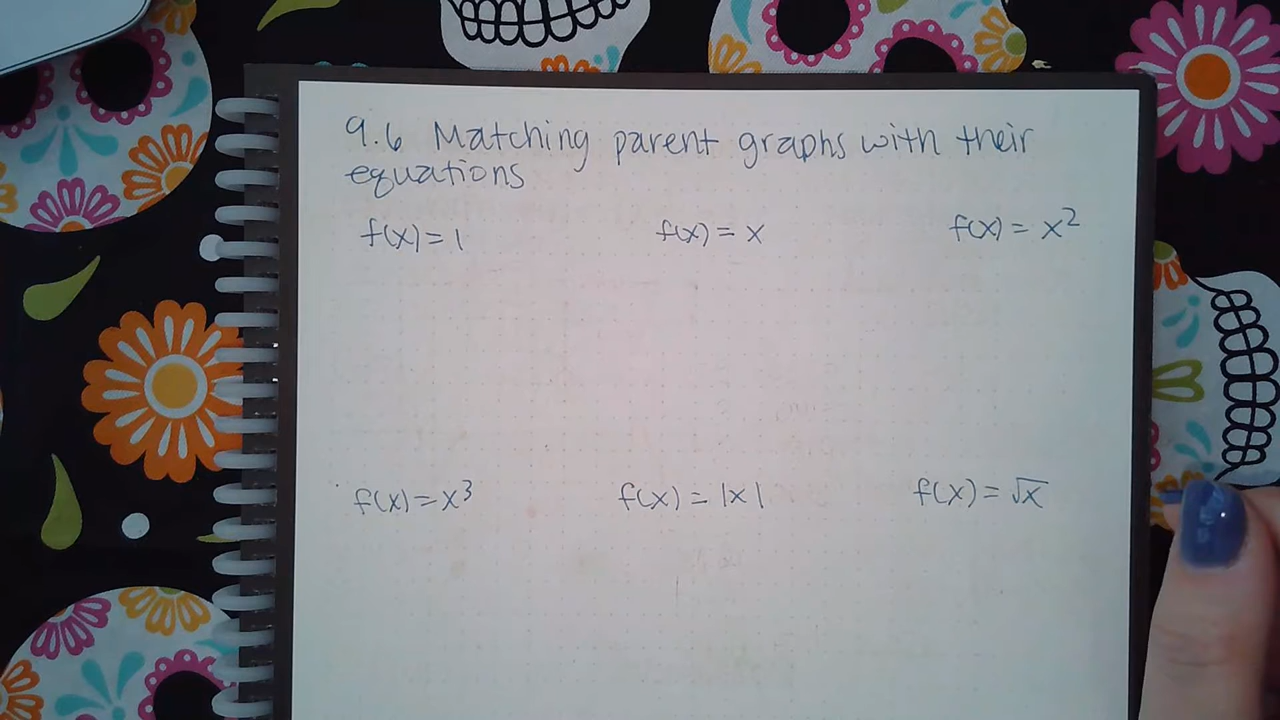 9.6 Matching parent graphs with their
equations
f(x) = 1 f(x) = x f(x) = x²
f(x) = x³ f(x) = |x| f(x) = √x